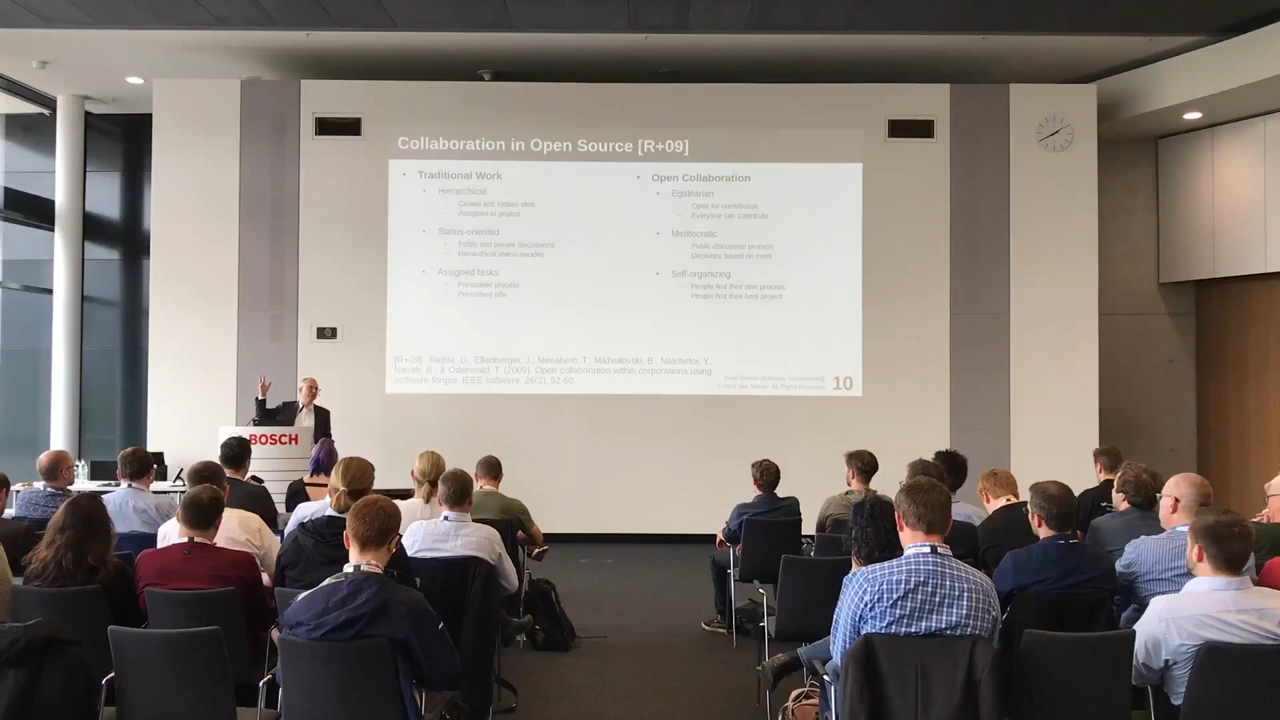 Collaboration in Open Source [R+09]
• Traditional Work
• Hierarchical
– Closed and hidden silos
– Assigned to project
• Status-oriented
– Public and private discussions
– Hierarchical status decides
• Assigned tasks
– Prescribed process
– Prescribed jobs
• Open Collaboration
• Egalitarian
– Open for contribution
– Everyone can contribute
• Meritocratic
– Public discussion process
– Decisions based on merit
• Self-organizing
– People find their own process
– People find their best project
[R+09] Riehle, D., Ellenberger, J., Menahem, T., Mikhailovski, B., Natchetoi, Y.,
Naveh, B., & Odenwald, T. (2009). Open collaboration within corporations using
software forges. IEEE software, 26(2), 52-58.
All Rights Reserved
10
BOSCH